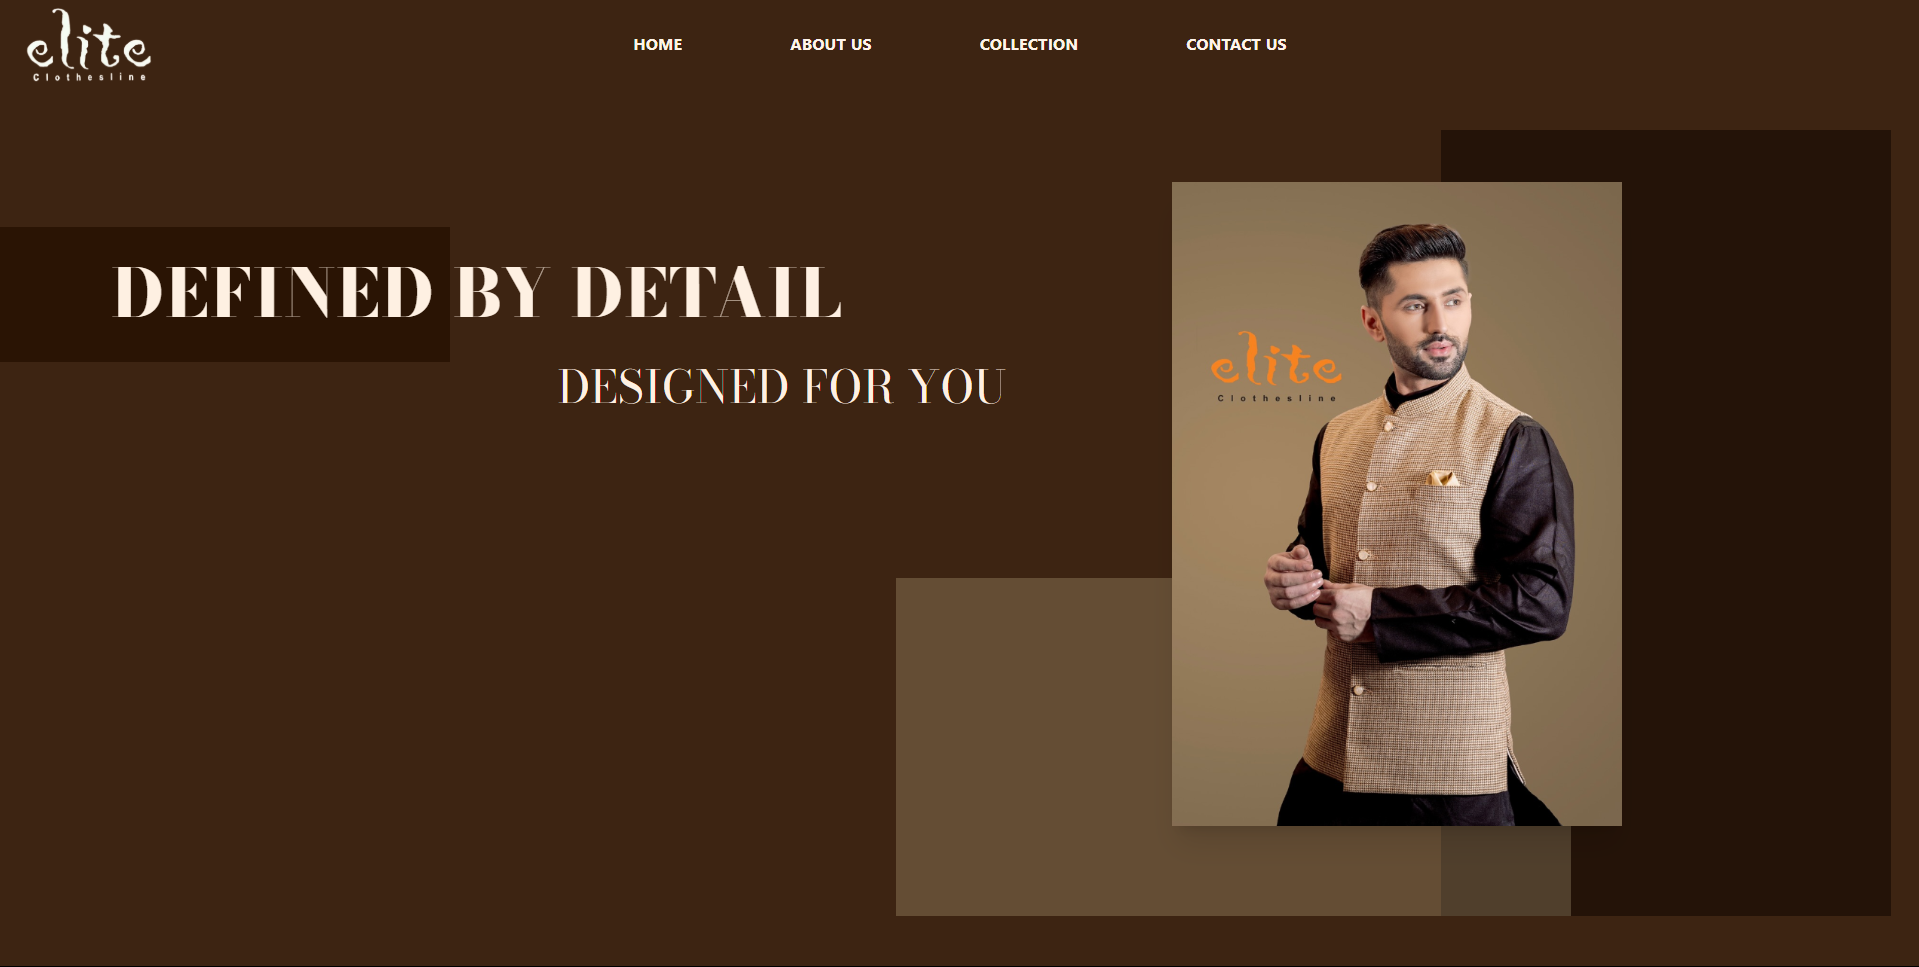 elite
Clothesline
HOME ABOUT US COLLECTION CONTACT US
DEFINED BY DETAIL
DESIGNED FOR YOU
elite
Clothesline